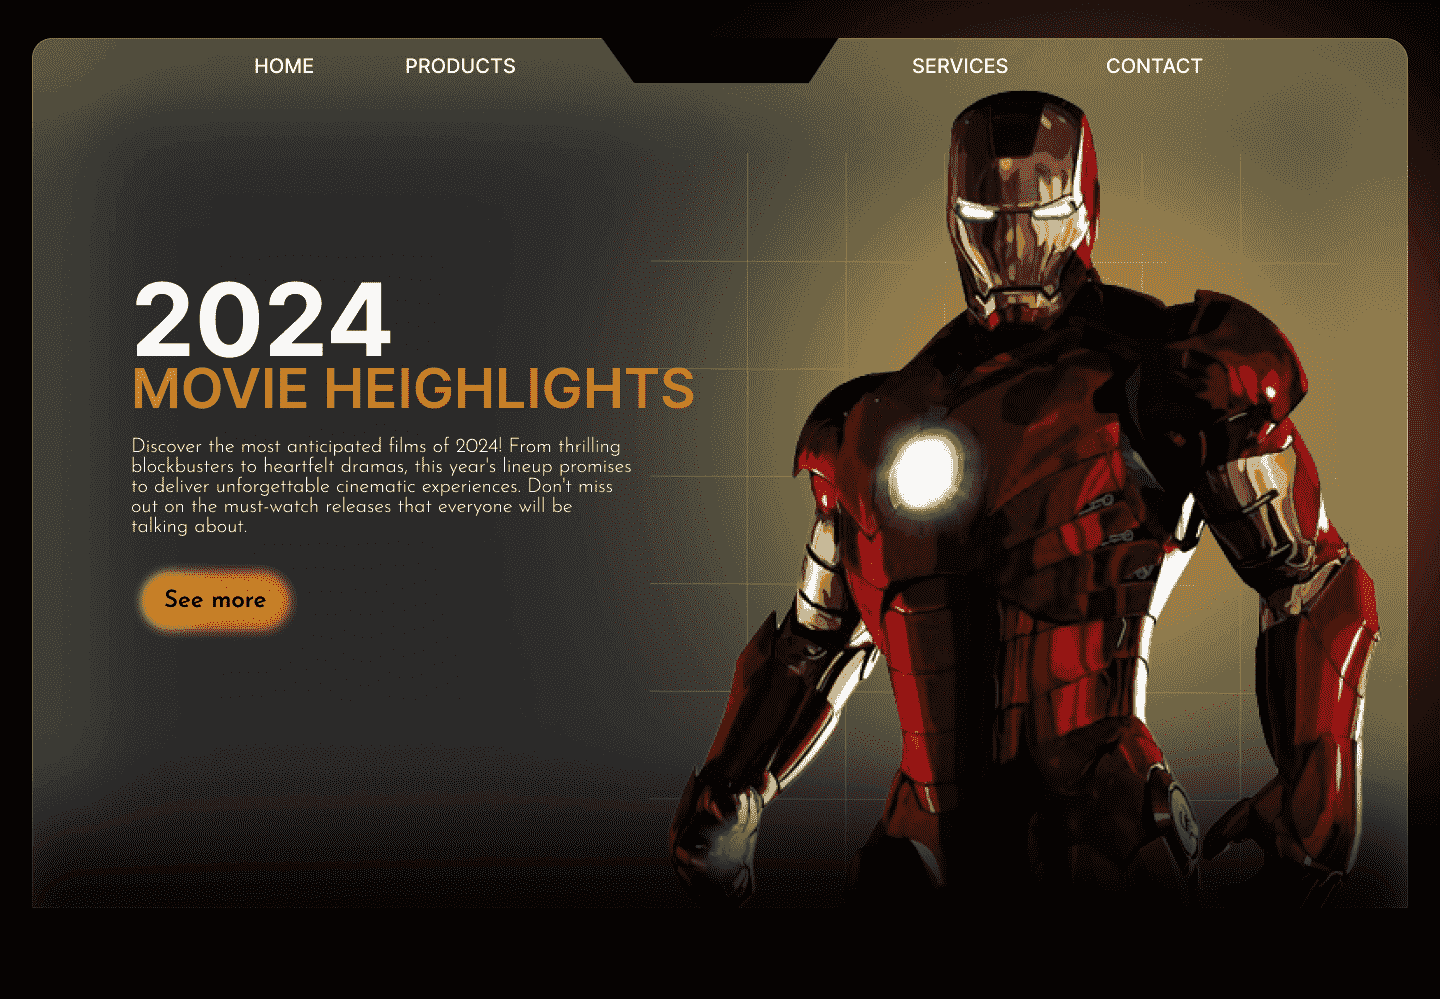 HOME PRODUCTS SERVICES CONTACT
2024
MOVIE HEIGHLIGHTS
Discover the most anticipated films of 2024! From thrilling
blockbusters to heartfelt dramas, this year's lineup promises
to deliver unforgettable cinematic experiences. Don't miss
out on the must-watch releases that everyone will be
talking about.
See more